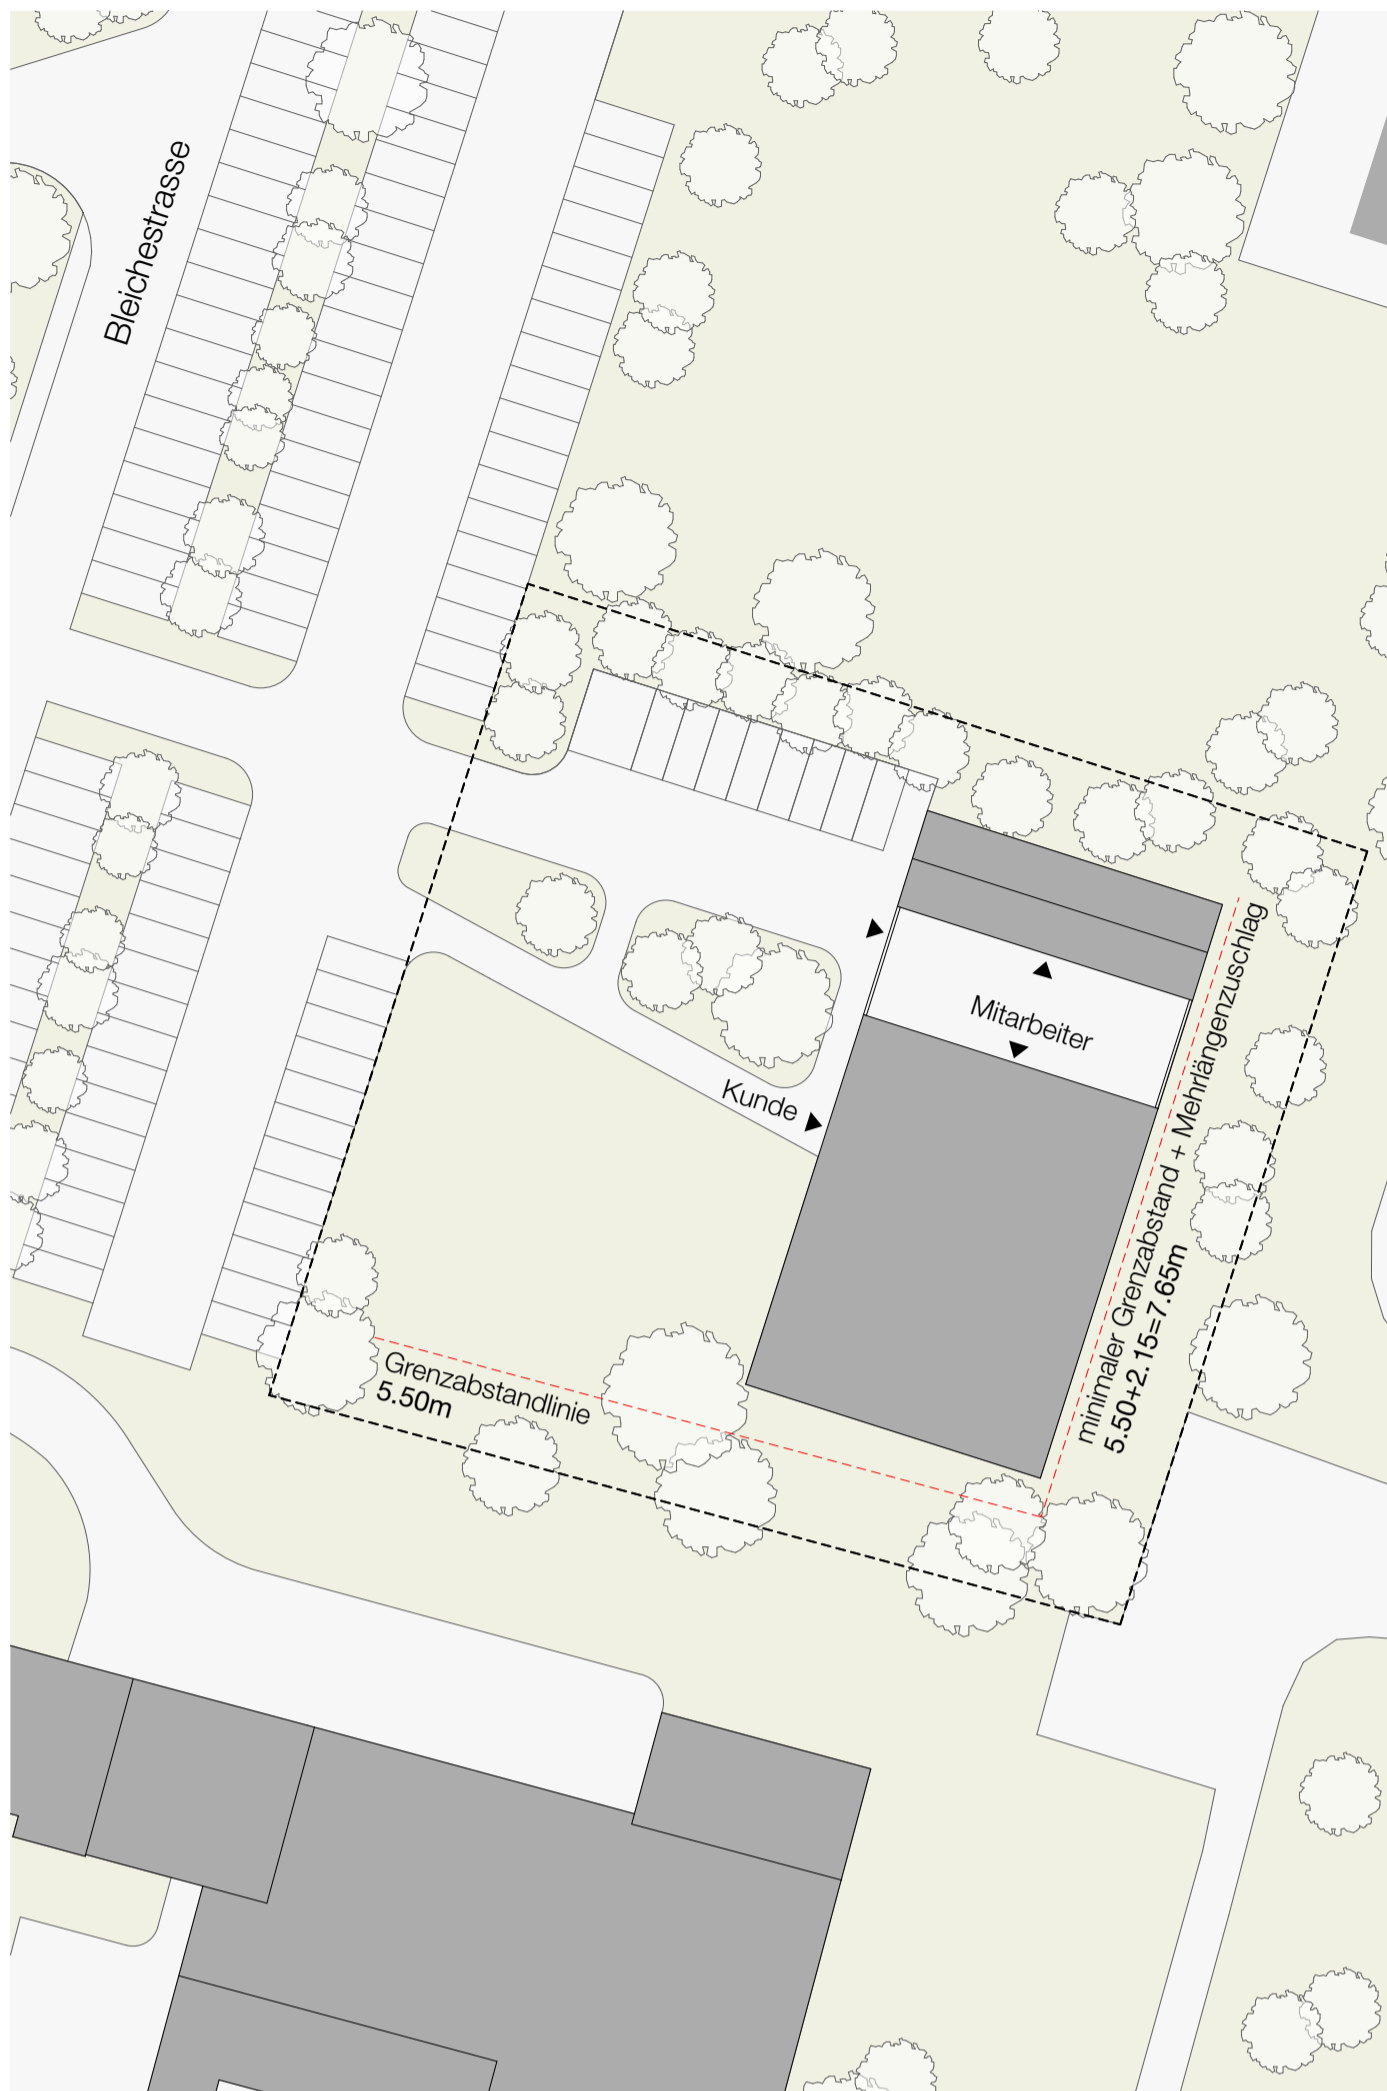 Bleichestrasse
Mitarbeiter
Kunde
minimaler Grenzabstand + Mehrlängenzuschlag
5.50+2.15=7.65m
Grenzabstandlinie
5.50m